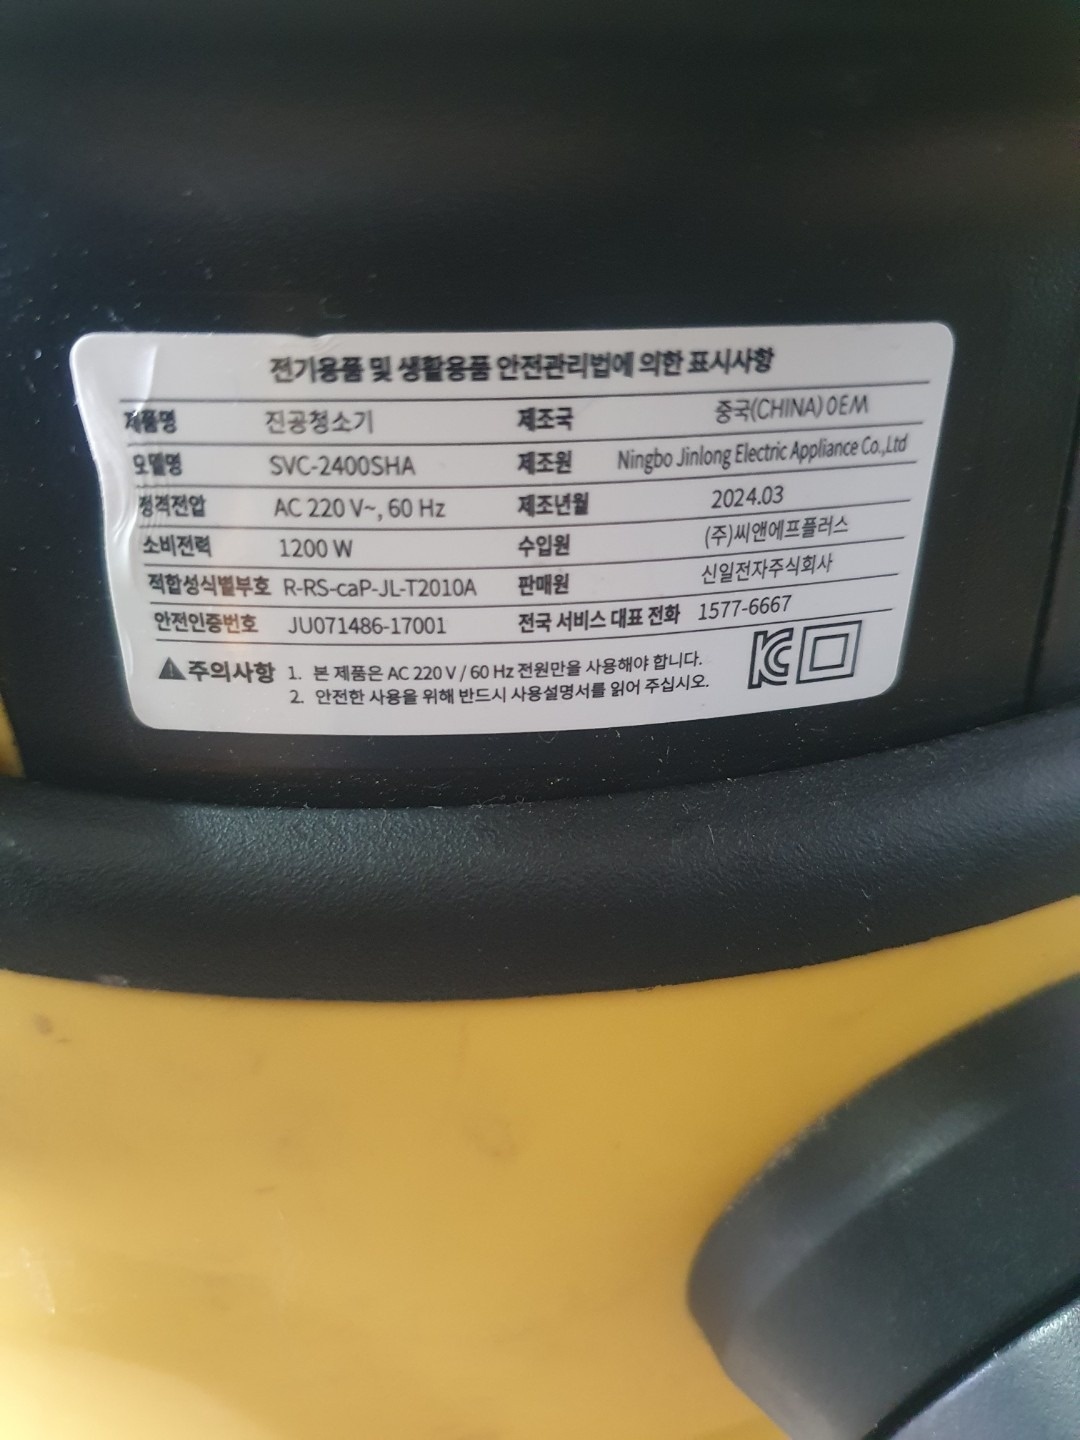 전기용품 및 생활용품 안전관리법에 의한 표시사항
제품명 진공청소기 제조국 중국(CHINA) OEM
모델명 SVC-2400SHA 제조원 Ningbo Jinlong Electric Appliance Co.,Ltd
정격전압 AC 220 V~, 60 Hz 제조년월 2024.03
소비전력 1200 W 수입원 (주)씨앤에프플러스
적합성식별부호 R-RS-caP-JL-T2010A 판매원 신일전자주식회사
안전인증번호 JU071486-17001 전국 서비스 대표 전화 1577-6667
주의사항 1. 본 제품은 AC 220 V / 60 Hz 전원만을 사용해야 합니다.
2. 안전한 사용을 위해 반드시 사용설명서를 읽어 주십시오.
KC